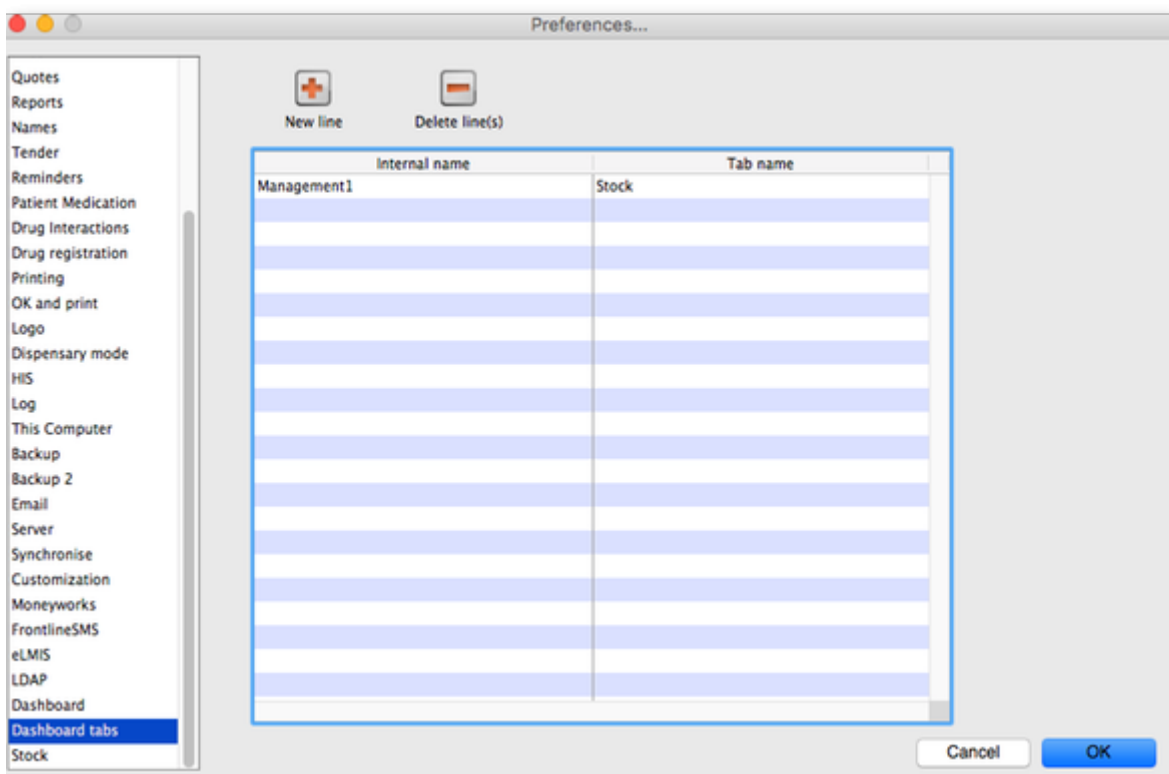 Preferences...
Quotes
Reports
Names
Tender
Reminders
Patient Medication
Drug Interactions
Drug registration
Printing
OK and print
Logo
Dispensary mode
HIS
Log
This Computer
Backup
Backup 2
Email
Server
Synchronise
Customization
Moneyworks
FrontlineSMS
eLMIS
LDAP
Dashboard
Dashboard tabs
Stock
New line Delete line(s)
Internal name Tab name
Management1 Stock
Cancel OK